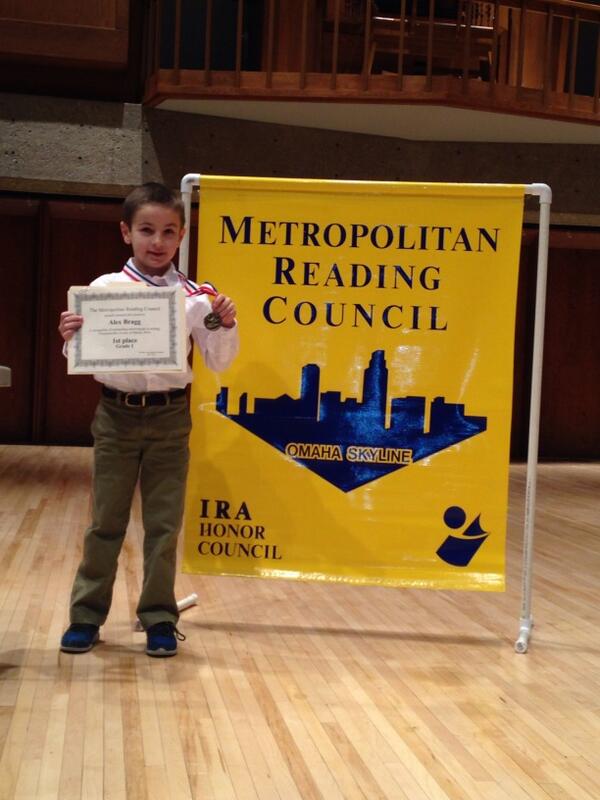 The Metropolitan Reading Council
Alex Bragg
1st place
Grade 1
METROPOLITAN
READING
COUNCIL
OMAHA SKYLINE
IRA
HONOR
COUNCIL